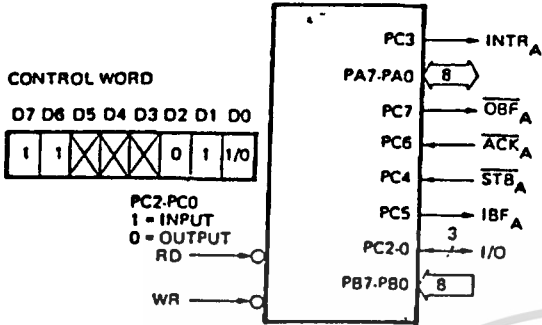 CONTROL WORD
D7 D6 D5 D4 D3 D2 D1 D0
1 1 0 1 1/0
PC2-PC0
1 = INPUT
0 = OUTPUT
RD
WR
PC3 INTRA
PA7-PA0 8
PC7 OBFA
PC6 ACKA
PC4 STBA
PC5 IBFA
3
PC2-0 I/O
PB7-PB0 8